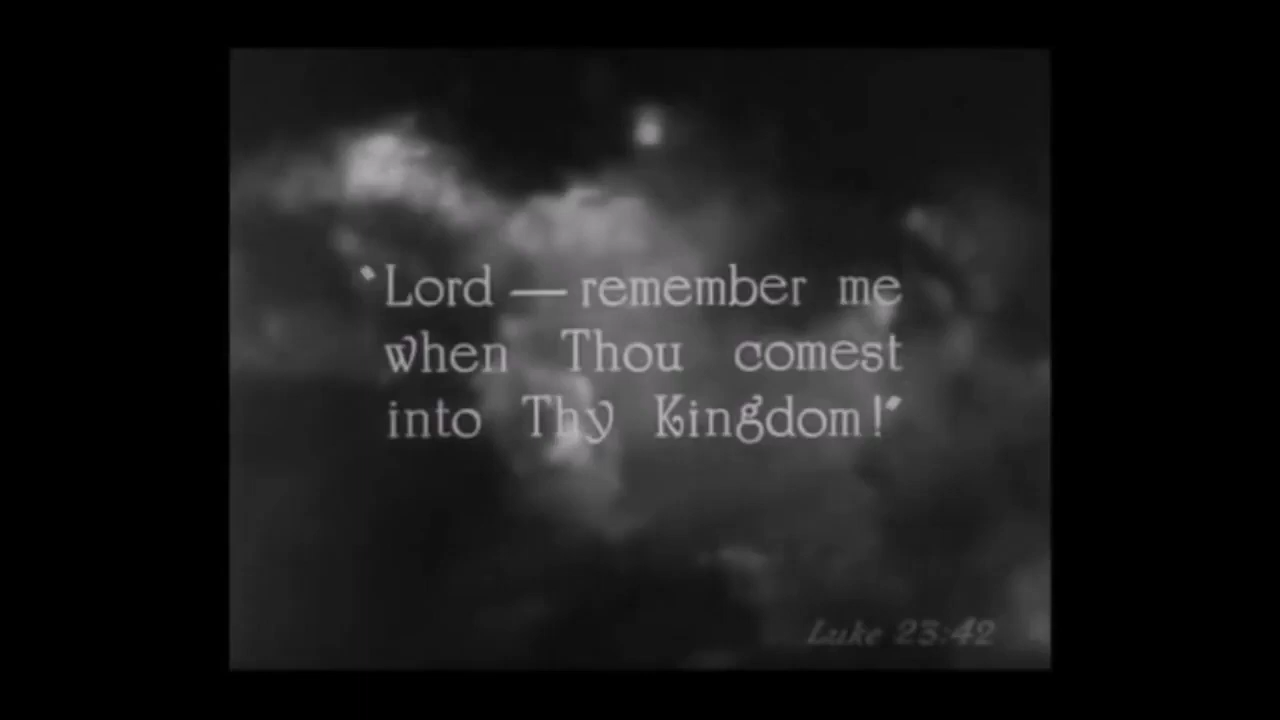 "Lord — remember me
when Thou comest
into Thy Kingdom!"
Luke 23:42